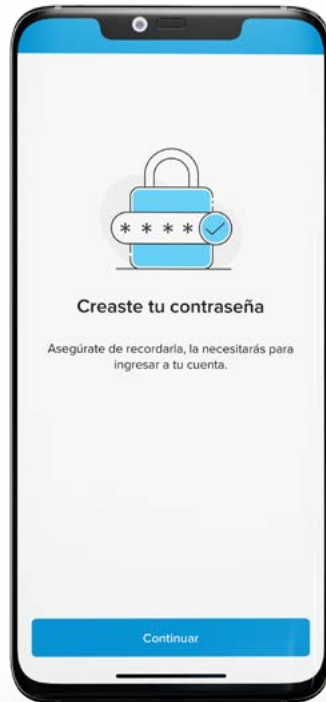 * * * *
Creaste tu contraseña
Asegúrate de recordarla, la necesitarás para
ingresar a tu cuenta.
Continuar